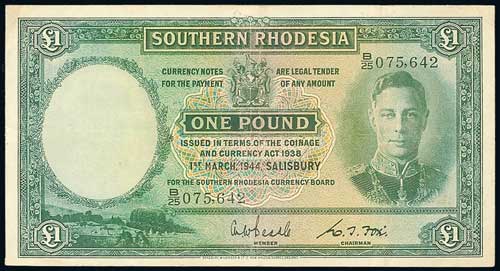 SOUTHERN RHODESIA
£1 £1
B/25 075,642
CURRENCY NOTES ARE LEGAL TENDER
FOR THE PAYMENT OF ANY AMOUNT
ONE POUND
ISSUED IN TERMS OF THE COINAGE
AND CURRENCY ACT 1938
1ST MARCH, 1944, SALISBURY
FOR THE SOUTHERN RHODESIA CURRENCY BOARD
B/25 075,642
MEMBER CHAIRMAN
£1 £1